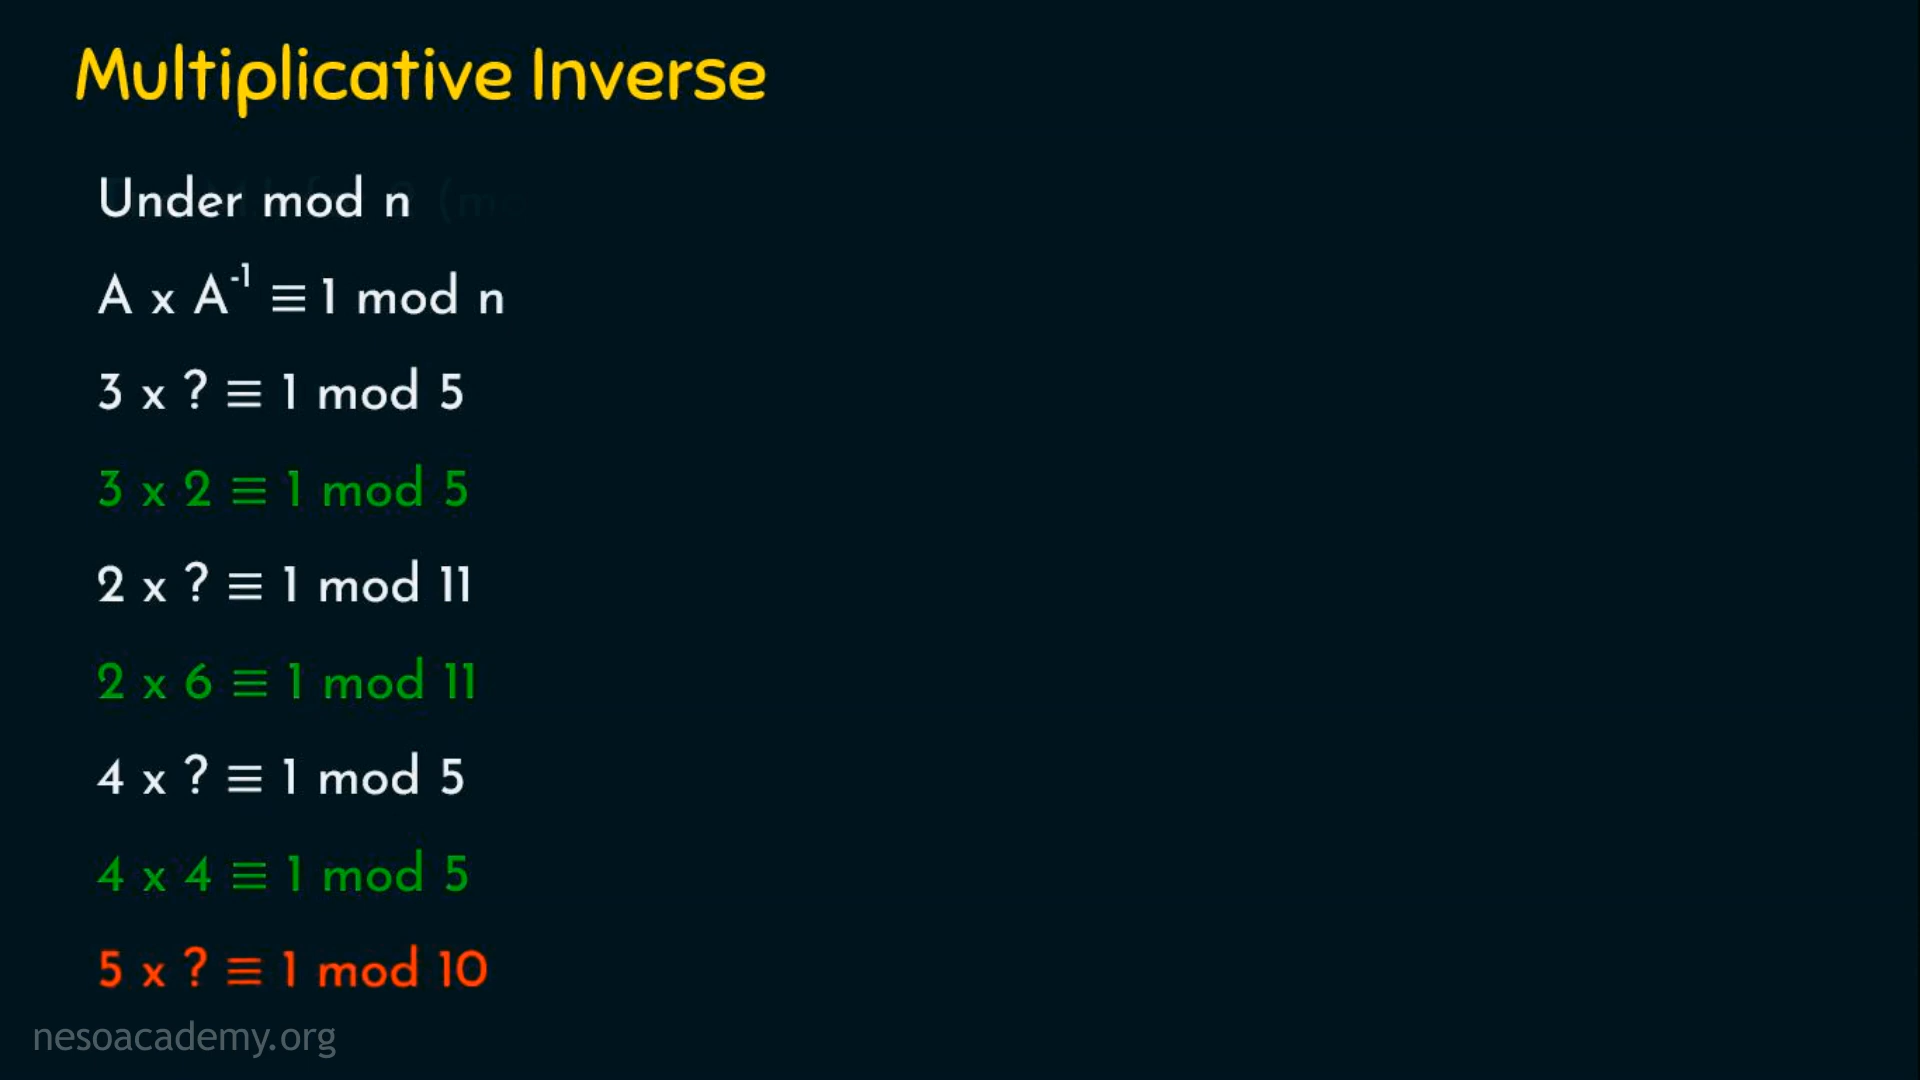 Multiplicative Inverse
Under mod n
A x A⁻¹ ≡ 1 mod n
3 x ? ≡ 1 mod 5
3 x 2 ≡ 1 mod 5
2 x ? ≡ 1 mod 11
2 x 6 ≡ 1 mod 11
4 x ? ≡ 1 mod 5
4 x 4 ≡ 1 mod 5
5 x ? ≡ 1 mod 10
nesoacademy.org